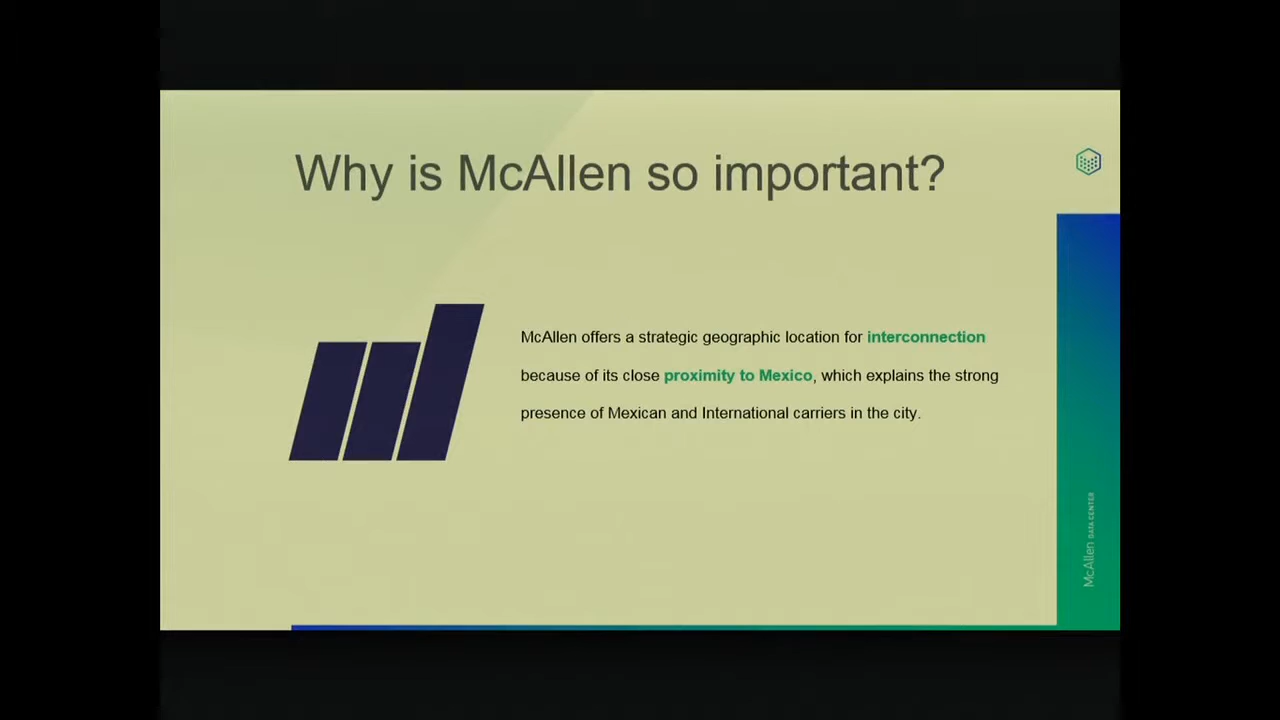 Why is McAllen so important?
McAllen offers a strategic geographic location for interconnection
because of its close proximity to Mexico, which explains the strong
presence of Mexican and International carriers in the city.
McAllen DATA CENTER